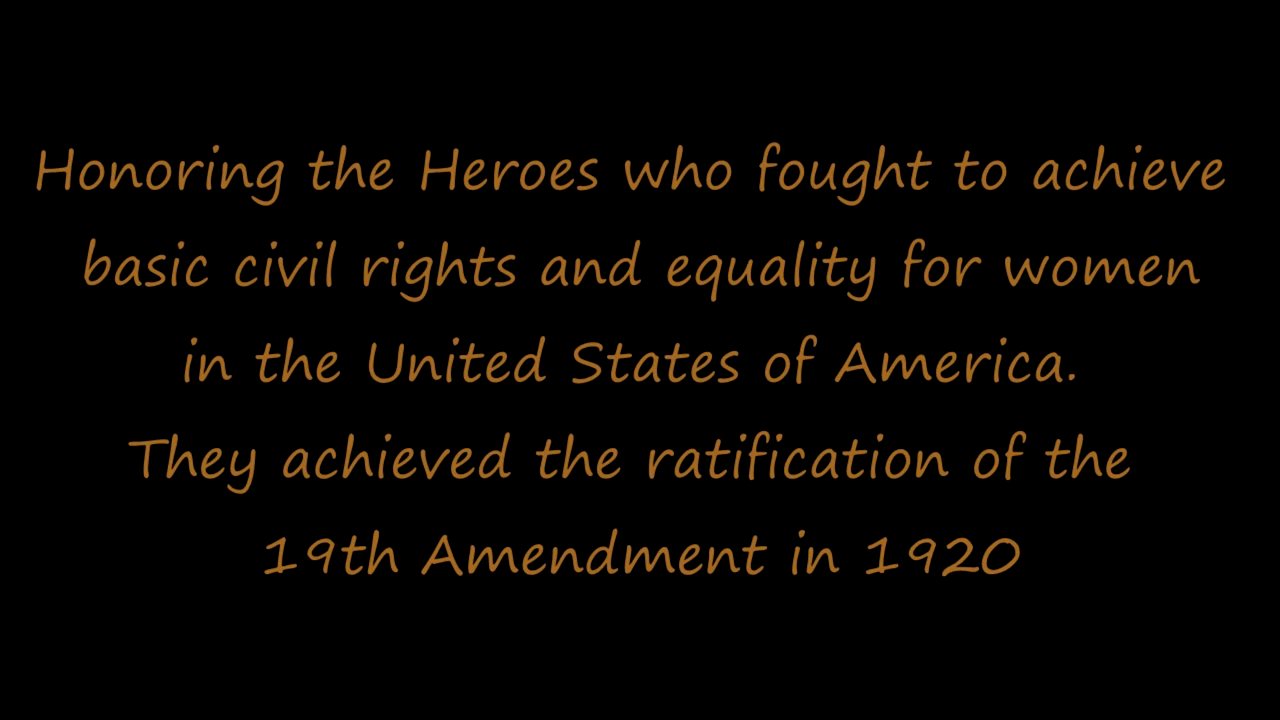 Honoring the Heroes who fought to achieve
basic civil rights and equality for women
in the United States of America.
They achieved the ratification of the
19th Amendment in 1920